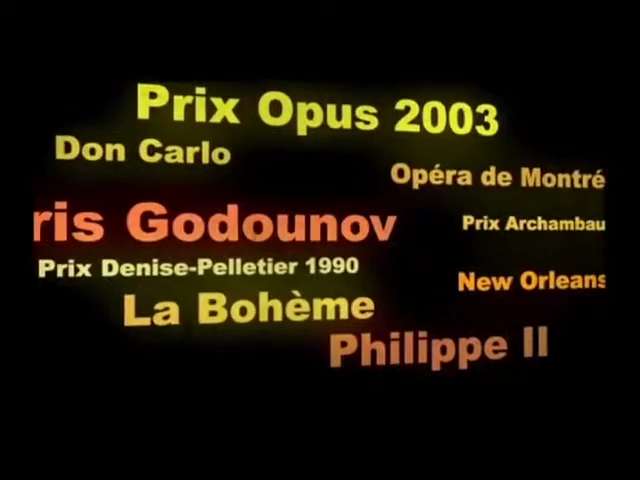 Prix Opus 2003
Don Carlo
Opéra de Montré
ris Godounov
Prix Archambau
Prix Denise-Pelletier 1990
New Orleans
La Bohème
Philippe II